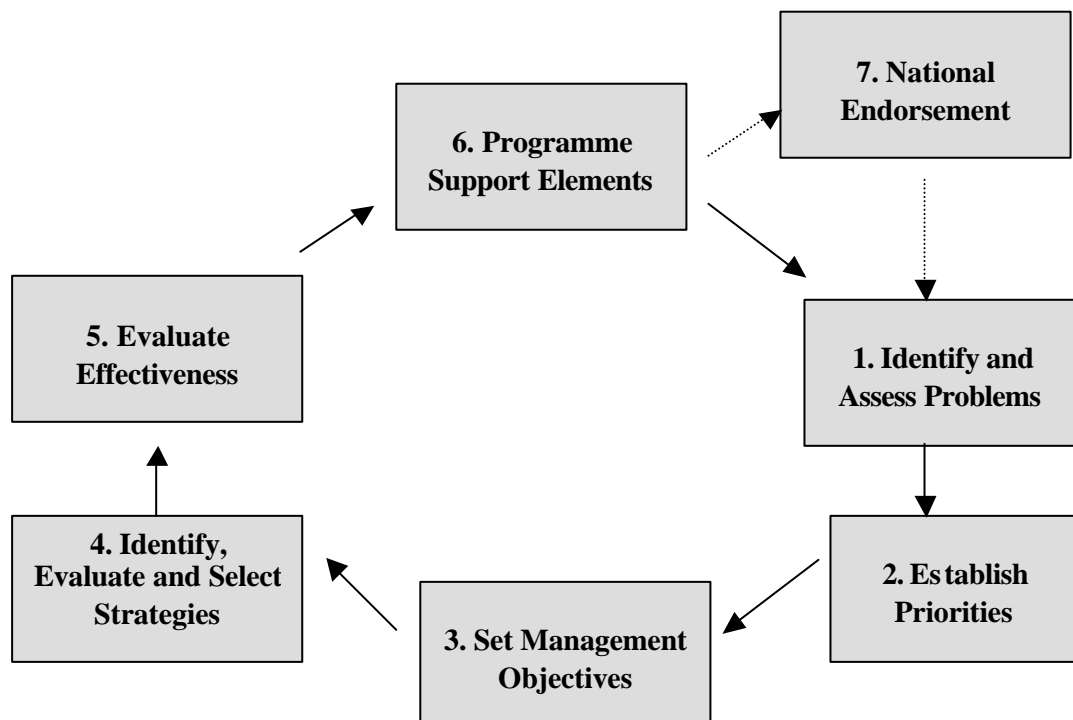 7. National
Endorsement
6. Programme
Support Elements
5. Evaluate
Effectiveness
1. Identify and
Assess Problems
4. Identify,
Evaluate and Select
Strategies
2. Establish
Priorities
3. Set Management
Objectives